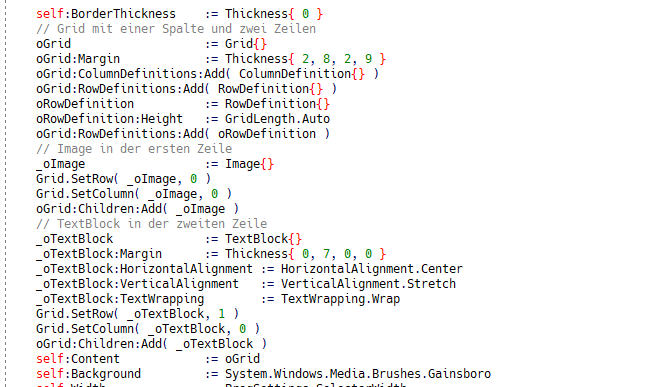 self:BorderThickness    := Thickness{ 0 }
// Grid mit einer Spalte und zwei Zeilen
oGrid                   := Grid{}
oGrid:Margin            := Thickness{ 2, 8, 2, 9 }
oGrid:ColumnDefinitions:Add( ColumnDefinition{} )
oGrid:RowDefinitions:Add( RowDefinition{} )
oRowDefinition          := RowDefinition{}
oRowDefinition:Height   := GridLength.Auto
oGrid:RowDefinitions:Add( oRowDefinition )
// Image in der ersten Zeile
_oImage                 := Image{}
Grid.SetRow( _oImage, 0 )
Grid.SetColumn( _oImage, 0 )
oGrid:Children:Add( _oImage )
// TextBlock in der zweiten Zeile
_oTextBlock             := TextBlock{}
_oTextBlock:Margin      := Thickness{ 0, 7, 0, 0 }
_oTextBlock:HorizontalAlignment := HorizontalAlignment.Center
_oTextBlock:VerticalAlignment   := VerticalAlignment.Stretch
_oTextBlock:TextWrapping        := TextWrapping.Wrap
Grid.SetRow( _oTextBlock, 1 )
Grid.SetColumn( _oTextBlock, 0 )
oGrid:Children:Add( _oTextBlock )
self:Content            := oGrid
self:Background         := System.Windows.Media.Brushes.Gainsboro
self:Width              := ProgSettings.SelectorWidth